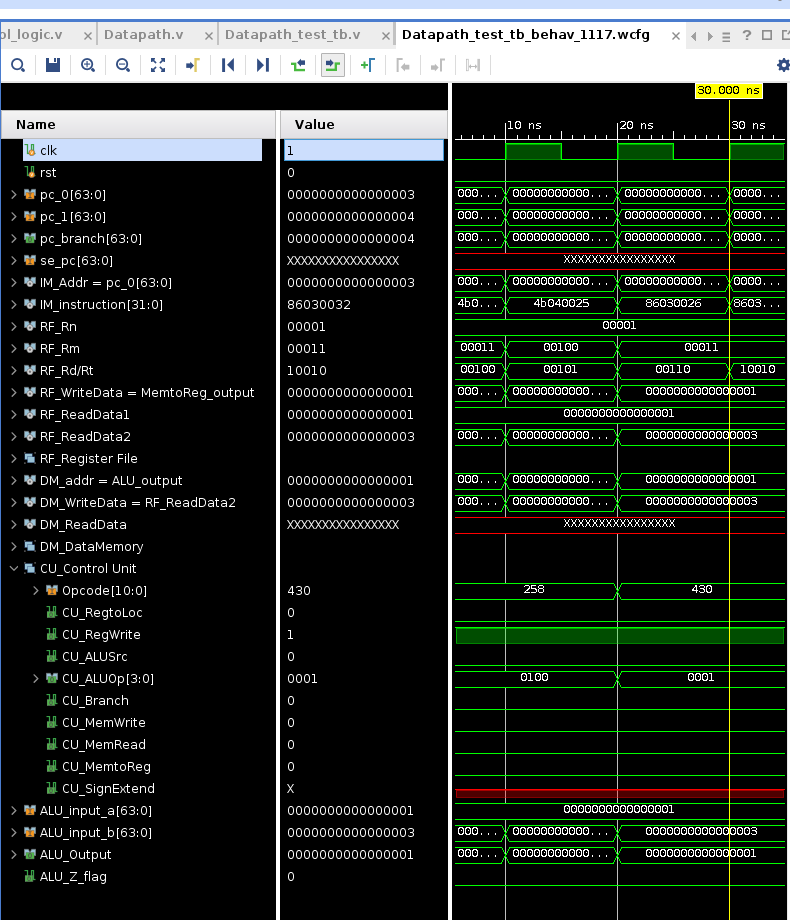 ol_logic.v × Datapath.v × Datapath_test_tb.v × Datapath_test_tb_behav_1117.wcfg × ?
30.000 ns
Name Value 10 ns 20 ns 30 ns
clk 1
rst 0
pc_0[63:0] 0000000000000003 000... 00000000000... 00000000000... 0000...
pc_1[63:0] 0000000000000004 000... 00000000000... 00000000000... 0000...
pc_branch[63:0] 0000000000000004 000... 00000000000... 00000000000... 0000...
se_pc[63:0] XXXXXXXXXXXXXXXX XXXXXXXXXXXXXXXX
IM_Addr = pc_0[63:0] 0000000000000003 000... 00000000000... 00000000000... 0000...
IM_instruction[31:0] 86030032 4b0... 4b040025 86030026 8603...
RF_Rn 00001 00001
RF_Rm 00011 00011 00100 00011
RF_Rd/Rt 10010 00100 00101 00110 10010
RF_WriteData = MemtoReg_output 0000000000000001 000... 00000000000... 0000000000000001
RF_ReadData1 0000000000000001 0000000000000001
RF_ReadData2 0000000000000003 000... 00000000000... 0000000000000003
RF_Register File
DM_addr = ALU_output 0000000000000001 000... 00000000000... 0000000000000001
DM_WriteData = RF_ReadData2 0000000000000003 000... 00000000000... 0000000000000003
DM_ReadData XXXXXXXXXXXXXXXX XXXXXXXXXXXXXXXX
DM_DataMemory
CU_Control Unit
Opcode[10:0] 430 258 430
CU_RegtoLoc 0
CU_RegWrite 1
CU_ALUSrc 0
CU_ALUOp[3:0] 0001 0100 0001
CU_Branch 0
CU_MemWrite 0
CU_MemRead 0
CU_MemtoReg 0
CU_SignExtend X
ALU_input_a[63:0] 0000000000000001 0000000000000001
ALU_input_b[63:0] 0000000000000003 000... 00000000000... 0000000000000003
ALU_Output 0000000000000001 000... 00000000000... 0000000000000001
ALU_Z_flag 0